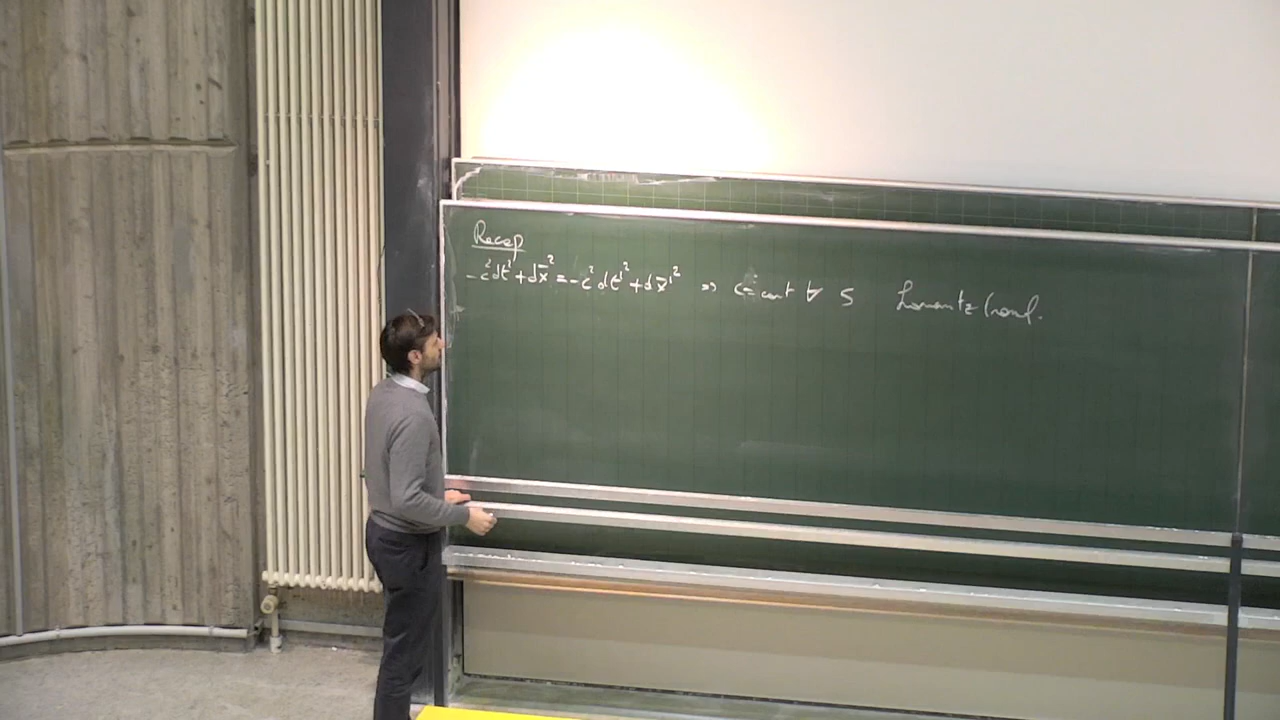 Recap
-c²dt²+dx̄²=-c²dt'²+dx̄'² => c=const ∀ S Lorentz transf.